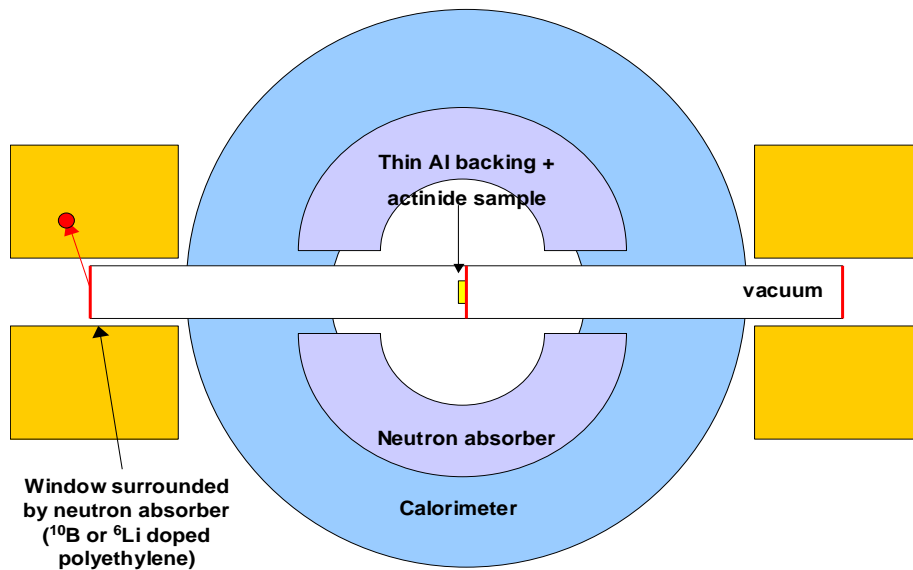 Thin Al backing +
actinide sample
vacuum
Neutron absorber
Calorimeter
Window surrounded
by neutron absorber
(¹⁰B or ⁶Li doped
polyethylene)